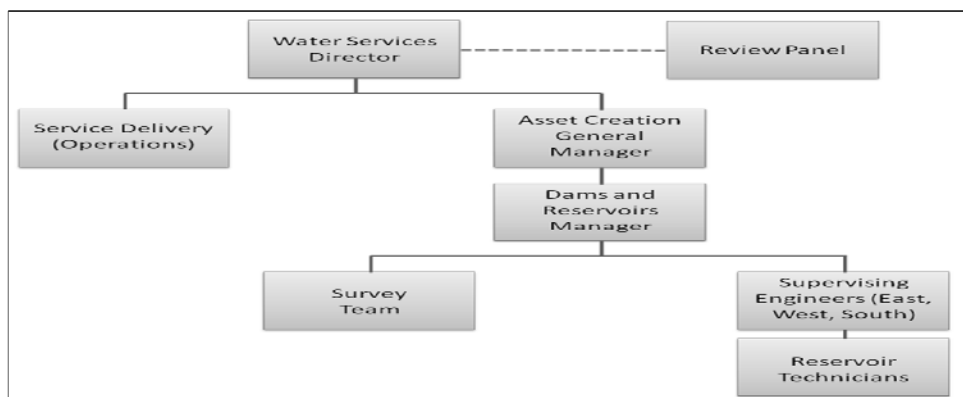 Water Services
Director
Review Panel
Service Delivery
(Operations)
Asset Creation
General
Manager
Dams and
Reservoirs
Manager
Survey
Team
Supervising
Engineers (East,
West, South)
Reservoir
Technicians